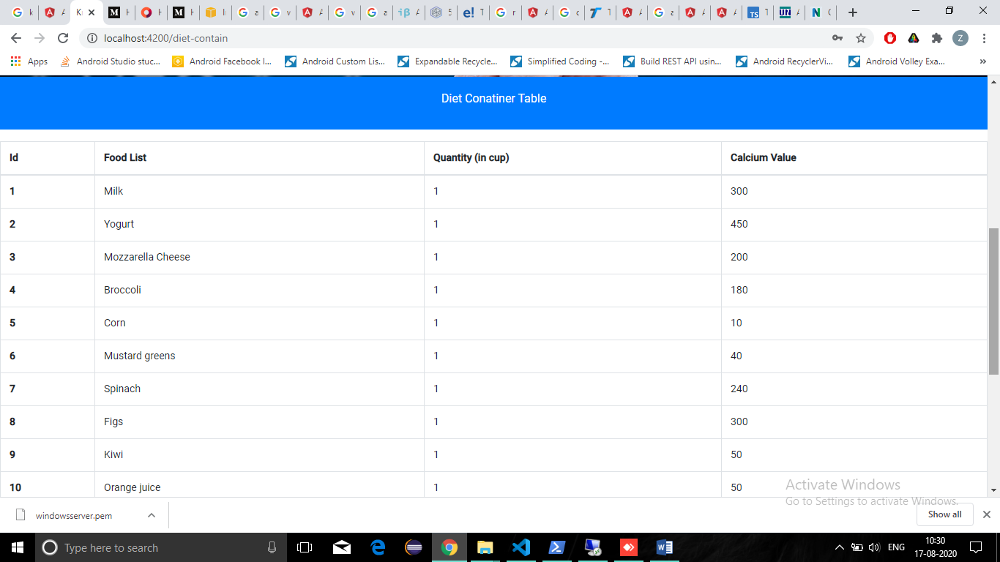 localhost:4200/diet-contain
Apps Android Studio stuc... Android Facebook I... Android Custom Lis... Expandable Recycle... Simplified Coding -... Build REST API usin... Android RecyclerVi... Android Volley Exa... »
Diet Conatiner Table
Id Food List Quantity (in cup) Calcium Value
1 Milk 1 300
2 Yogurt 1 450
3 Mozzarella Cheese 1 200
4 Broccoli 1 180
5 Corn 1 10
6 Mustard greens 1 40
7 Spinach 1 240
8 Figs 1 300
9 Kiwi 1 50
10 Orange juice 1 50
Activate Windows
Go to Settings to activate Windows.
windowsserver.pem Show all
Type here to search ENG 10:30
17-08-2020